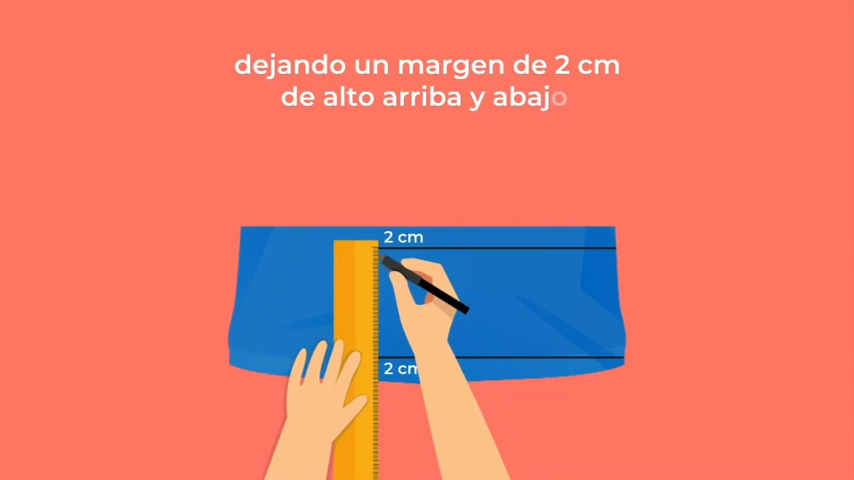 dejando un margen de 2 cm
de alto arriba y abajo
2 cm
2 cm